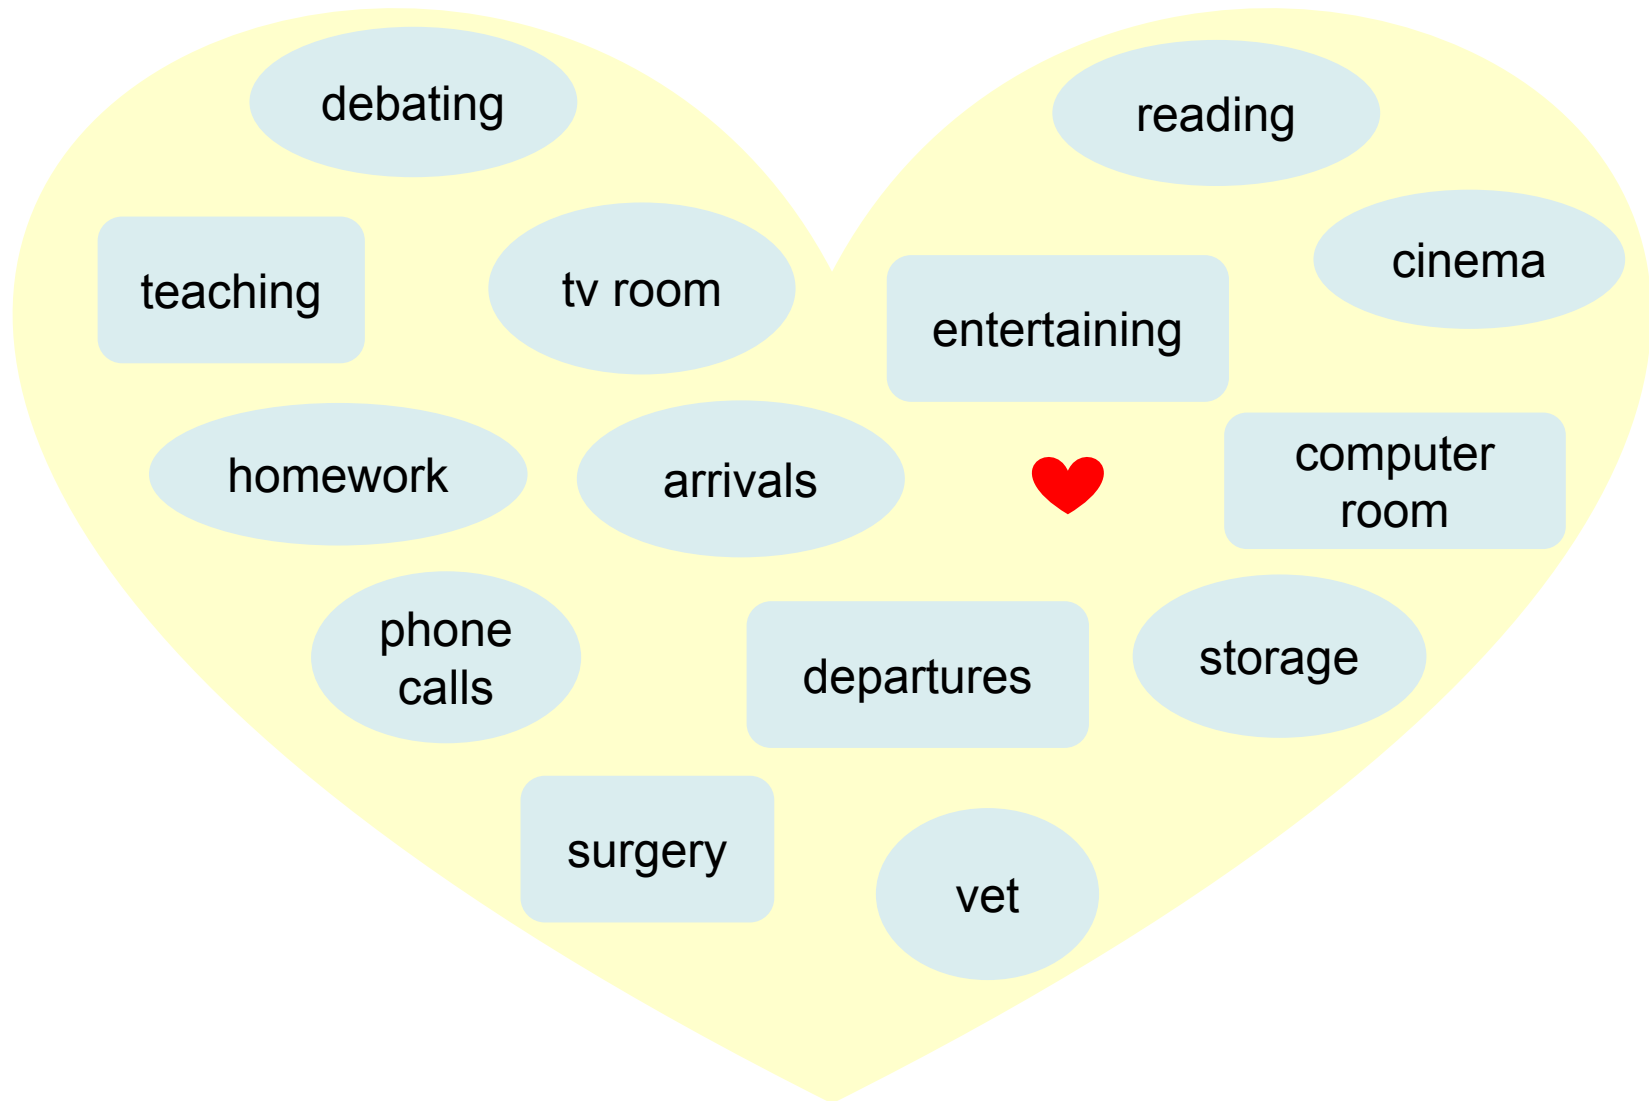 debating
reading
cinema
teaching
tv room
entertaining
homework
arrivals
computer
room
phone
calls
departures
storage
surgery
vet